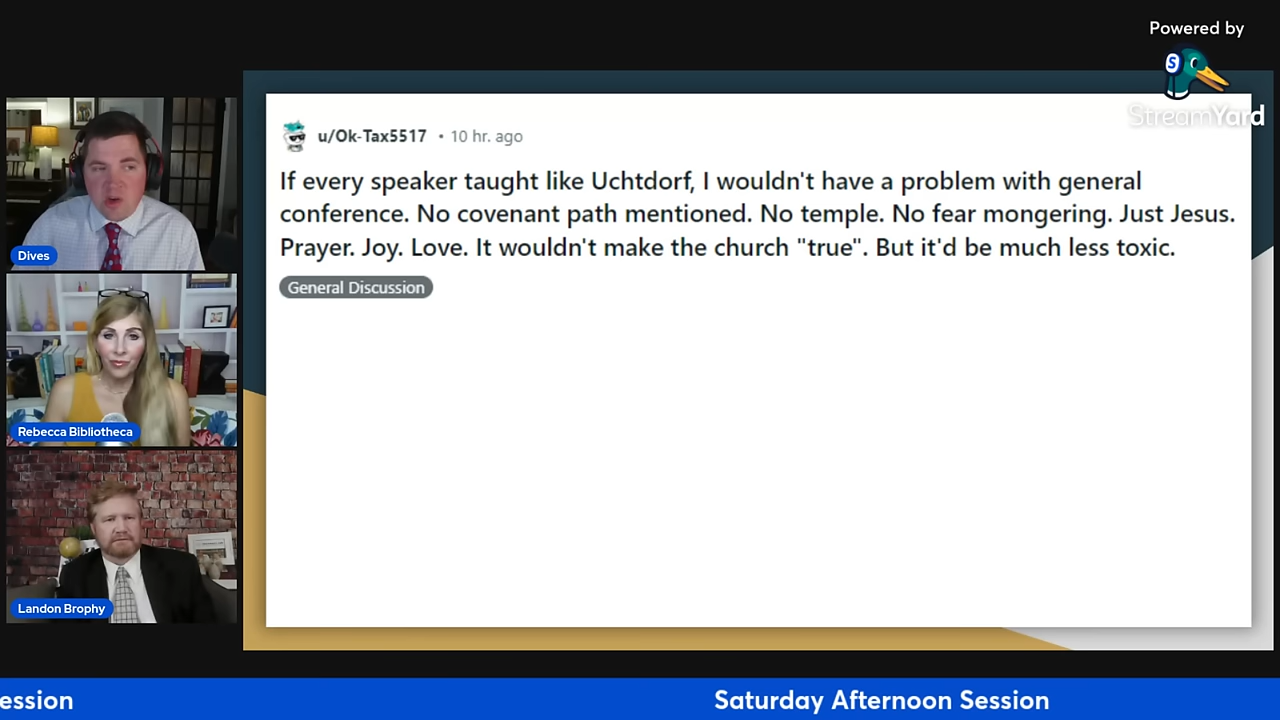 Powered by
S
StreamYard
u/Ok-Tax5517 • 10 hr. ago
If every speaker taught like Uchtdorf, I wouldn't have a problem with general
conference. No covenant path mentioned. No temple. No fear mongering. Just Jesus.
Prayer. Joy. Love. It wouldn't make the church "true". But it'd be much less toxic.
General Discussion
Dives
Rebecca Bibliotheca
Landon Brophy
ession
Saturday Afternoon Session